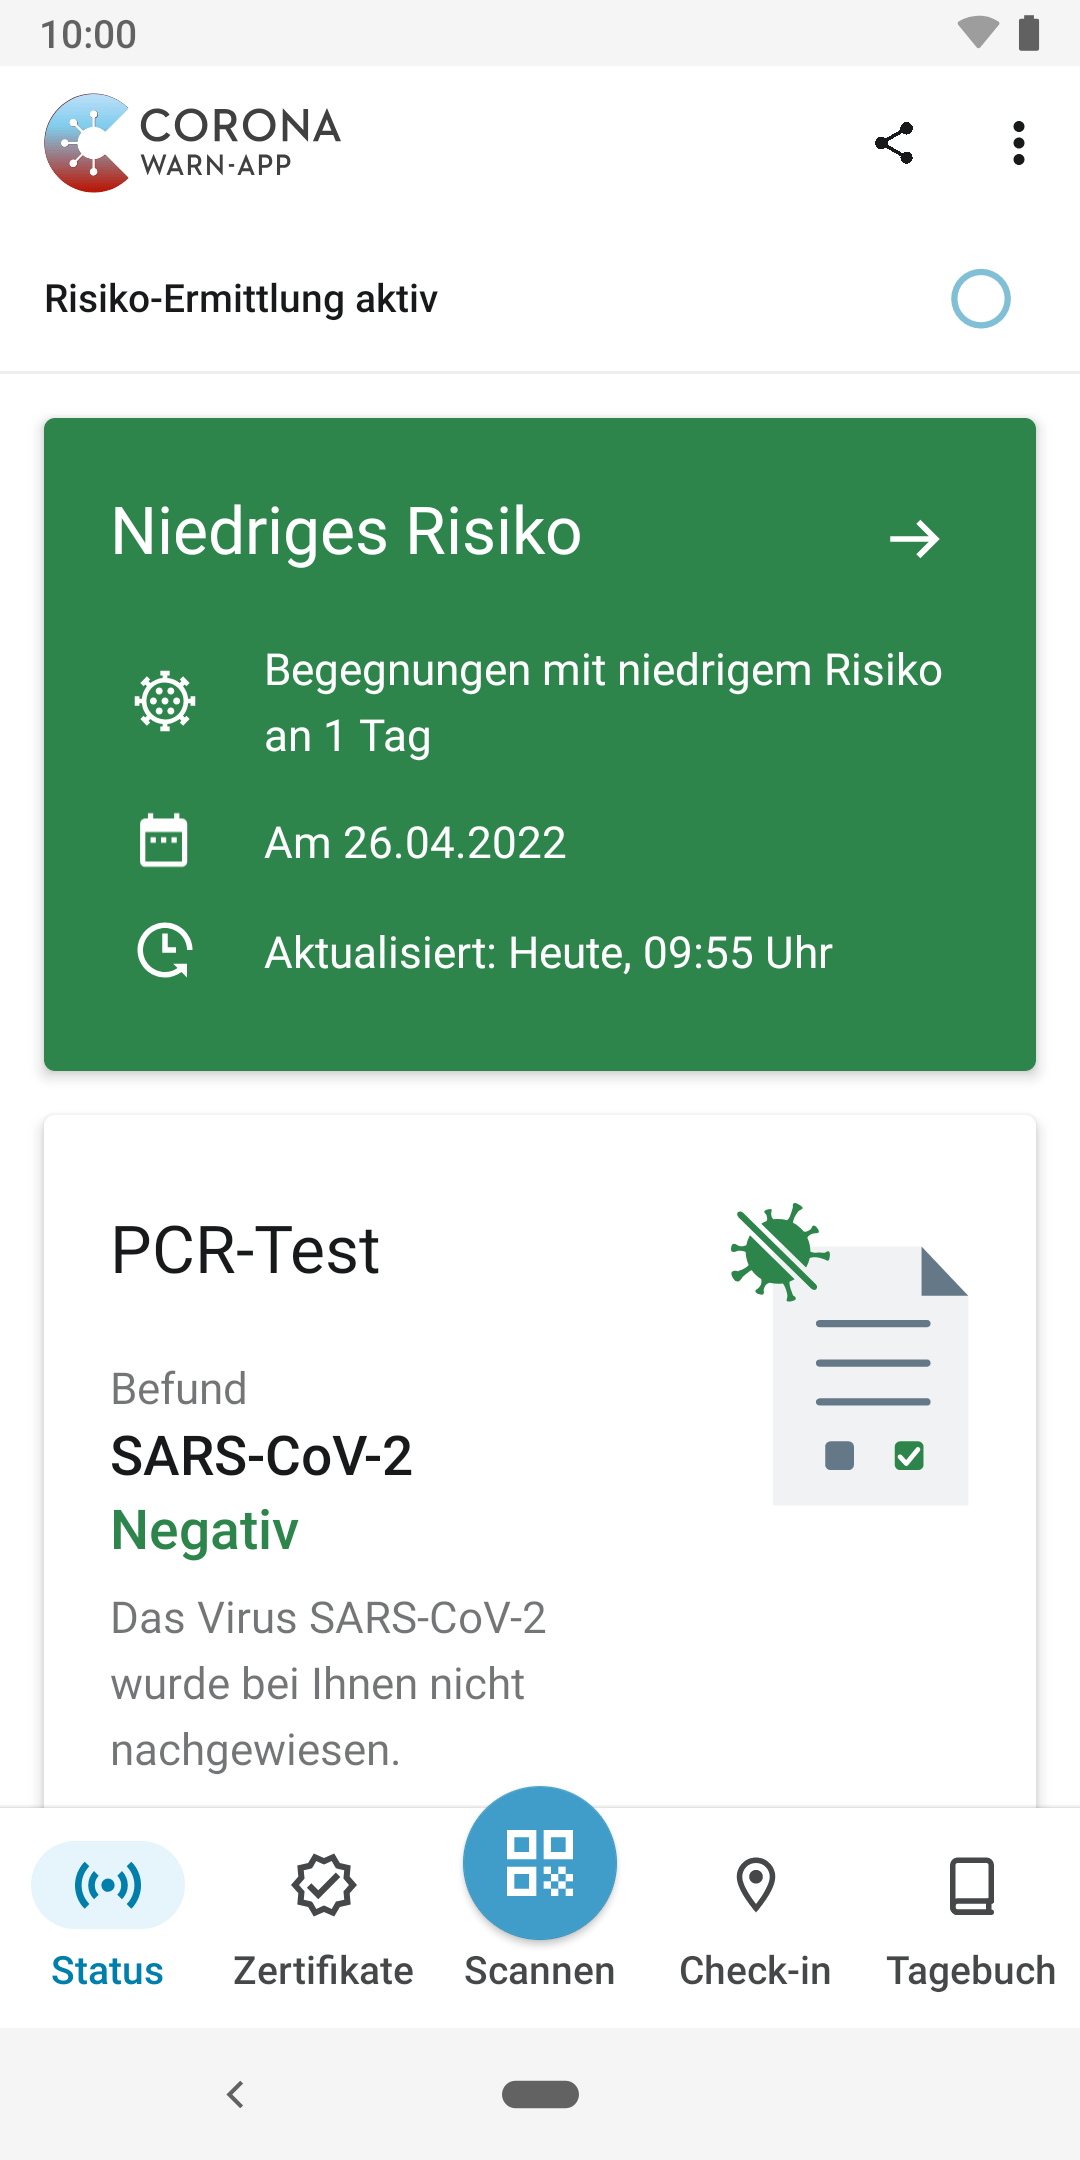 10:00
CORONA
WARN-APP
Risiko-Ermittlung aktiv
Niedriges Risiko
Begegnungen mit niedrigem Risiko
an 1 Tag
Am 26.04.2022
Aktualisiert: Heute, 09:55 Uhr
PCR-Test
Befund
SARS-CoV-2
Negativ
Das Virus SARS-CoV-2
wurde bei Ihnen nicht
nachgewiesen.
Status
Zertifikate
Scannen
Check-in
Tagebuch